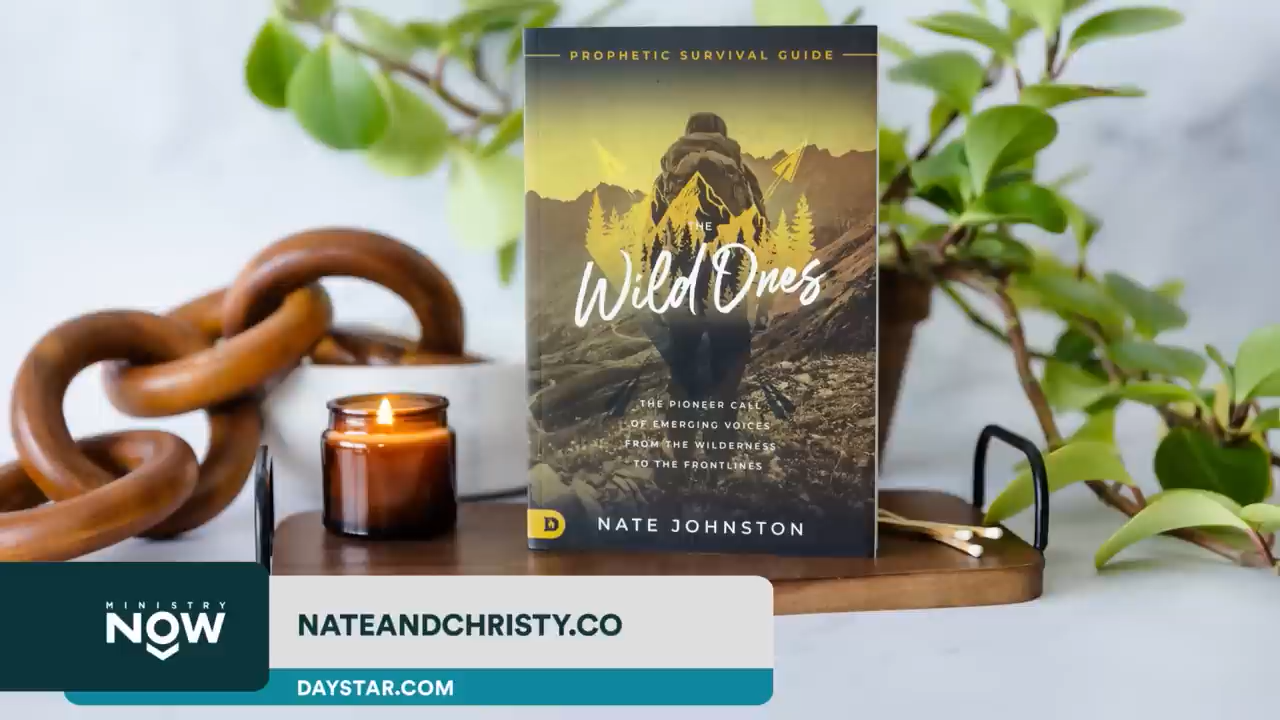 PROPHETIC SURVIVAL GUIDE
THE
Wild Ones
THE PIONEER CALL
OF EMERGING VOICES
FROM THE WILDERNESS
TO THE FRONTLINES
NATE JOHNSTON
MINISTRY
NOW
NATEANDCHRISTY.CO
DAYSTAR.COM